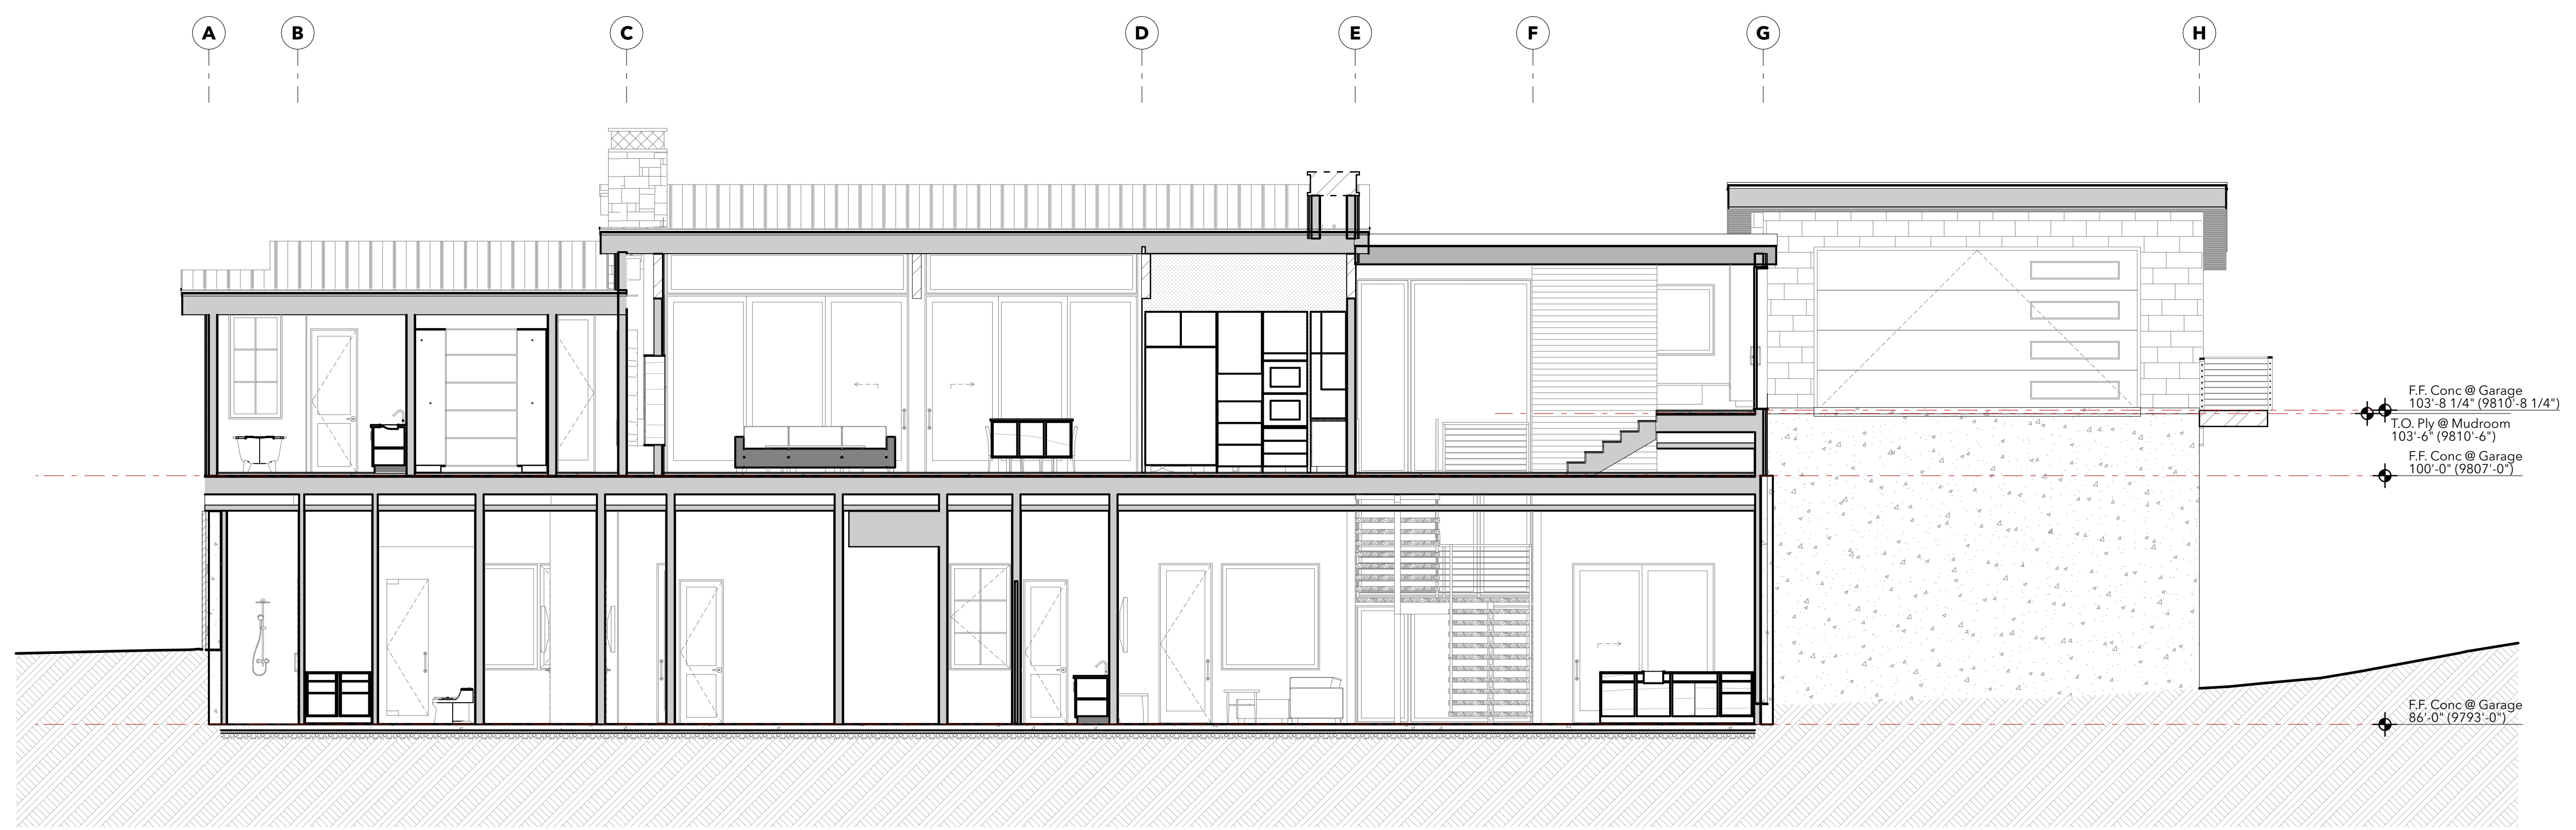 A
B
C
D
E
F
G
H
F.F. Conc @ Garage
103'-8 1/4" (9810'-8 1/4")
T.O. Ply @ Mudroom
103'-6" (9810'-6")
F.F. Conc @ Garage
100'-0" (9807'-0")
F.F. Conc @ Garage
86'-0" (9793'-0")